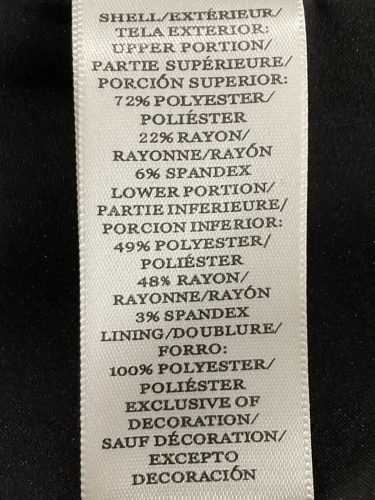 SHELL/EXTÉRIEUR/
TELA EXTERIOR:
UPPER PORTION/
PARTIE SUPÉRIEURE/
PORCIÓN SUPERIOR:
72% POLYESTER/
POLIÉSTER
22% RAYON/
RAYONNE/RAYÓN
6% SPANDEX
LOWER PORTION/
PARTIE INFERIEURE/
PORCION INFERIOR:
49% POLYESTER/
POLIÉSTER
48% RAYON/
RAYONNE/RAYÓN
3% SPANDEX
LINING/DOUBLURE/
FORRO:
100% POLYESTER/
POLIÉSTER
EXCLUSIVE OF
DECORATION/
SAUF DÉCORATION/
EXCEPTO
DECORACIÓN